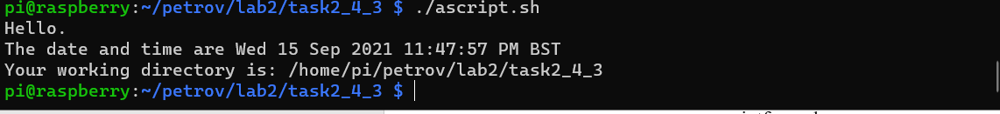 pi@raspberry:~/petrov/lab2/task2_4_3 $ ./ascript.sh
Hello.
The date and time are Wed 15 Sep 2021 11:47:57 PM BST
Your working directory is: /home/pi/petrov/lab2/task2_4_3
pi@raspberry:~/petrov/lab2/task2_4_3 $